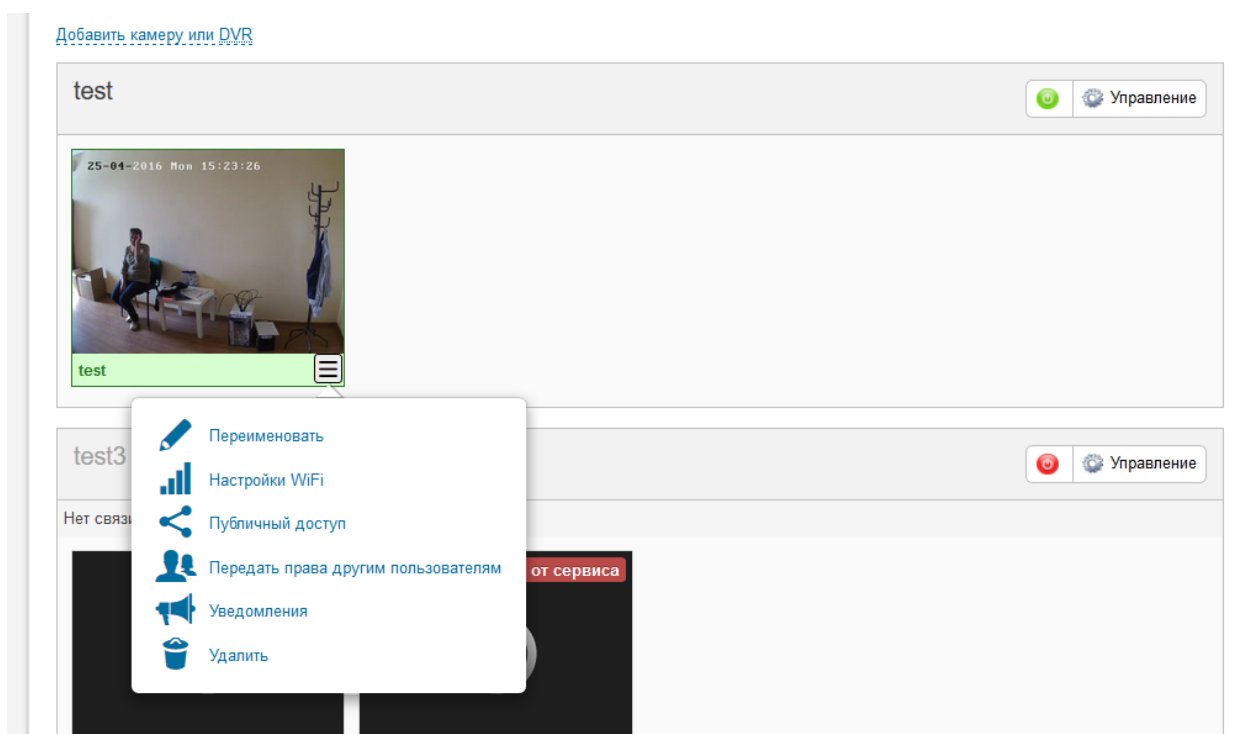 Добавить камеру или DVR
test
Управление
25-04-2016 Mon 15:23:26
test
Переименовать
test3
Управление
Настройки WiFi
Нет связи
Публичный доступ
Передать права другим пользователям
от сервиса
Уведомления
Удалить